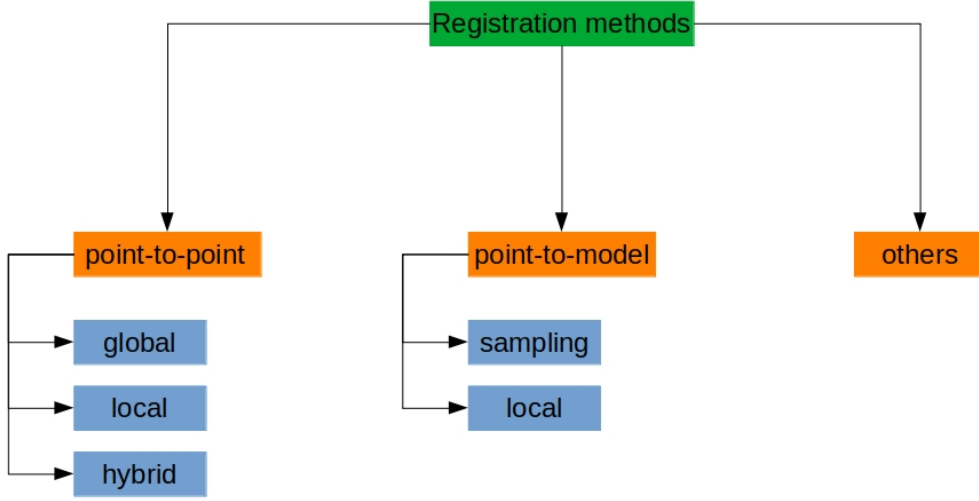 Registration methods
point-to-point
point-to-model
others
global
sampling
local
local
hybrid